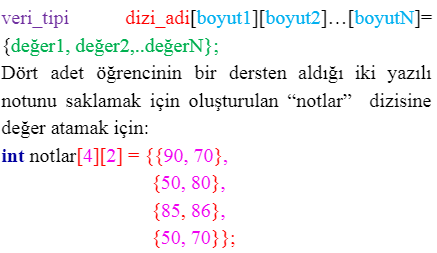 veri_tipi dizi_adi[boyut1][boyut2]…[boyutN]=
{değer1, değer2,..değerN};
Dört adet öğrencinin bir dersten aldığı iki yazılı
notunu saklamak için oluşturulan “notlar” dizisine
değer atamak için:
int notlar[4][2] = {{90, 70},
{50, 80},
{85, 86},
{50, 70}};